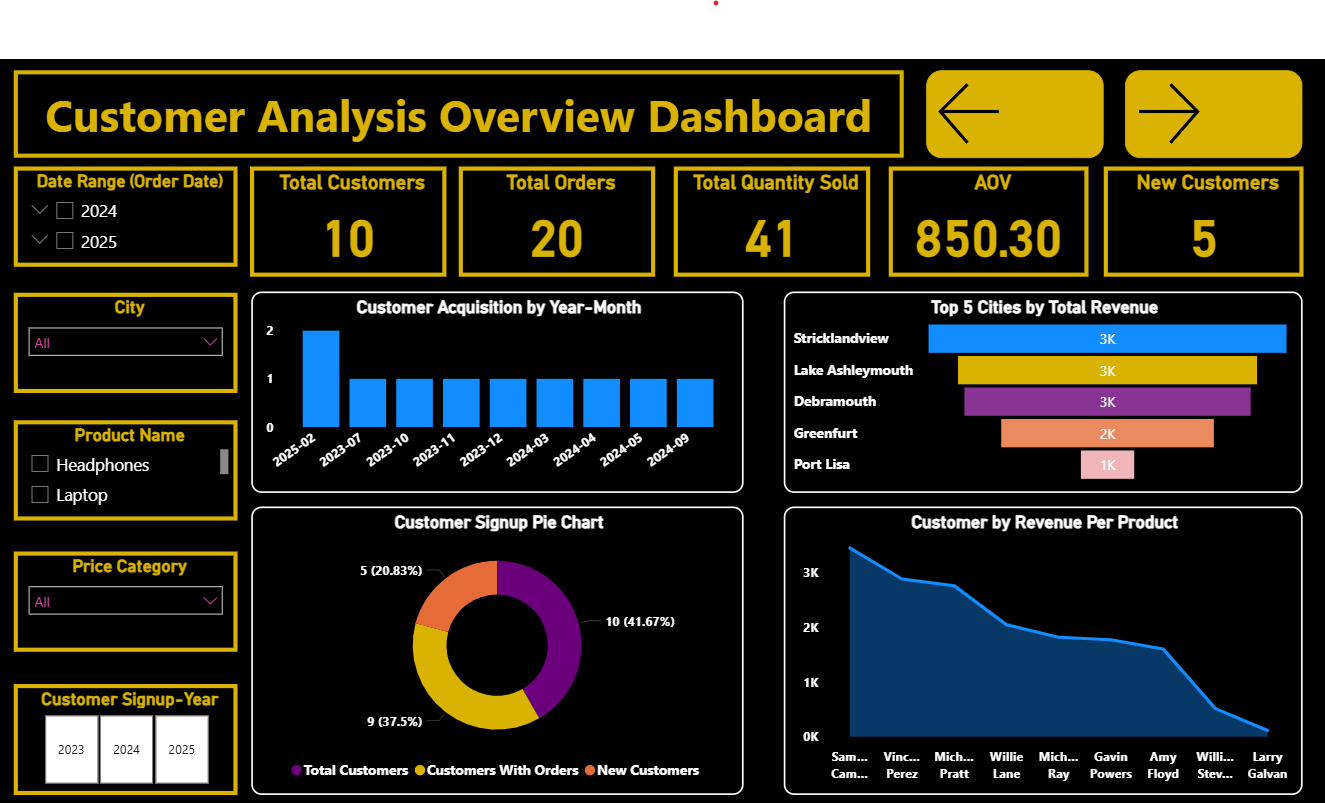 Customer Analysis Overview Dashboard
Date Range (Order Date)
2024
2025
Total Customers
10
Total Orders
20
Total Quantity Sold
41
AOV
850.30
New Customers
5
City
All
Product Name
Headphones
Laptop
Price Category
All
Customer Signup-Year
2023
2024
2025
Customer Acquisition by Year-Month
2
1
0
2025-02
2023-07
2023-10
2023-11
2023-12
2024-03
2024-04
2024-05
2024-09
Top 5 Cities by Total Revenue
Stricklandview
3K
Lake Ashleymouth
3K
Debramouth
3K
Greenfurt
2K
Port Lisa
1K
Customer Signup Pie Chart
5 (20.83%)
10 (41.67%)
9 (37.5%)
Total Customers
Customers With Orders
New Customers
Customer by Revenue Per Product
3K
2K
1K
0K
Sam...
Cam...
Vinc...
Perez
Mich...
Pratt
Willie
Lane
Mich...
Ray
Gavin
Powers
Amy
Floyd
Willi...
Stev...
Larry
Galvan